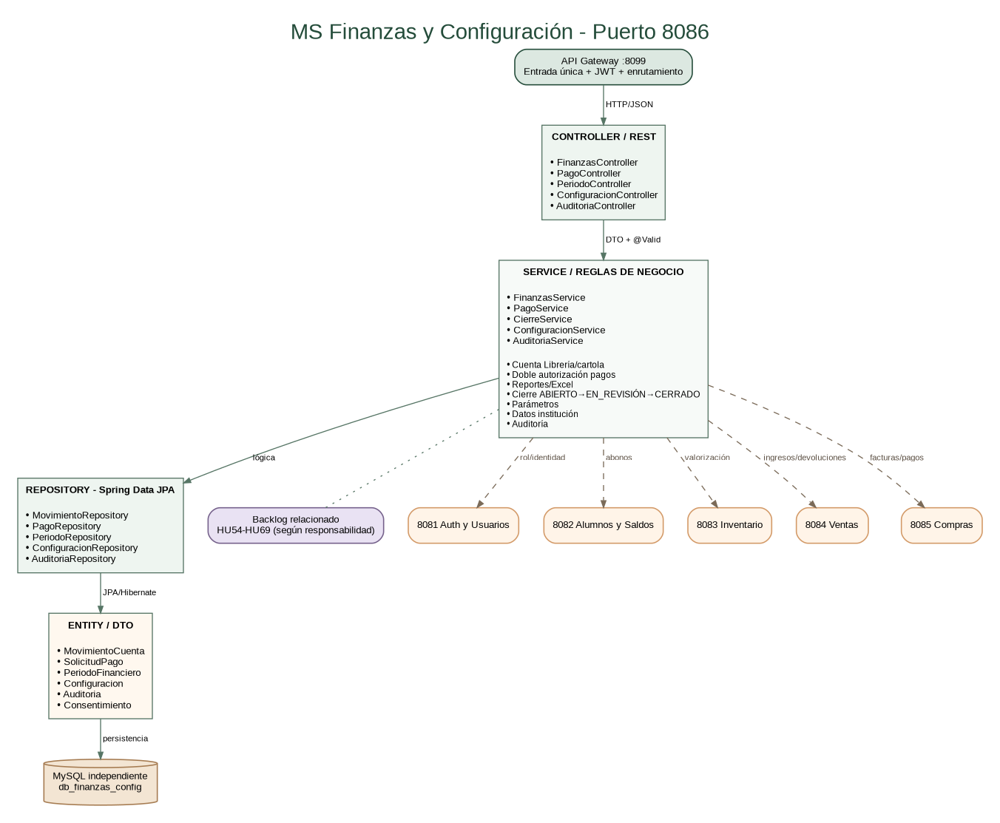 MS Finanzas y Configuración - Puerto 8086
API Gateway :8099
Entrada única + JWT + enrutamiento
HTTP/JSON
CONTROLLER / REST
• FinanzasController
• PagoController
• PeriodoController
• ConfiguracionController
• AuditoriaController
DTO + @Valid
SERVICE / REGLAS DE NEGOCIO
• FinanzasService
• PagoService
• CierreService
• ConfiguracionService
• AuditoriaService
• Cuenta Librería/cartola
• Doble autorización pagos
• Reportes/Excel
• Cierre ABIERTO→EN_REVISIÓN→CERRADO
• Parámetros
• Datos institución
• Auditoría
lógica
rol/identidad
abonos
valorización
ingresos/devoluciones
facturas/pagos
REPOSITORY - Spring Data JPA
• MovimientoRepository
• PagoRepository
• PeriodoRepository
• ConfiguracionRepository
• AuditoriaRepository
Backlog relacionado
HU54-HU69 (según responsabilidad)
8081 Auth y Usuarios
8082 Alumnos y Saldos
8083 Inventario
8084 Ventas
8085 Compras
JPA/Hibernate
ENTITY / DTO
• MovimientoCuenta
• SolicitudPago
• PeriodoFinanciero
• Configuracion
• Auditoria
• Consentimiento
persistencia
MySQL independiente
db_finanzas_config